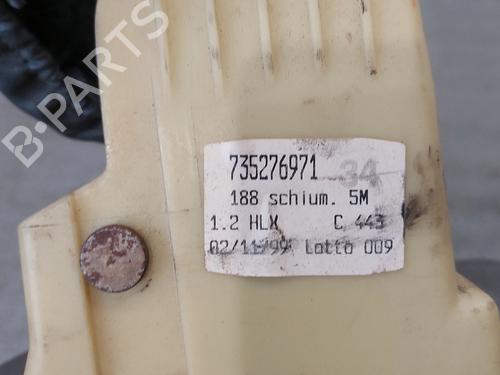 B-PARTS
735276971 34
188 schium. 5M
1.2 HLX C 443
02/11/99 Lotto 009